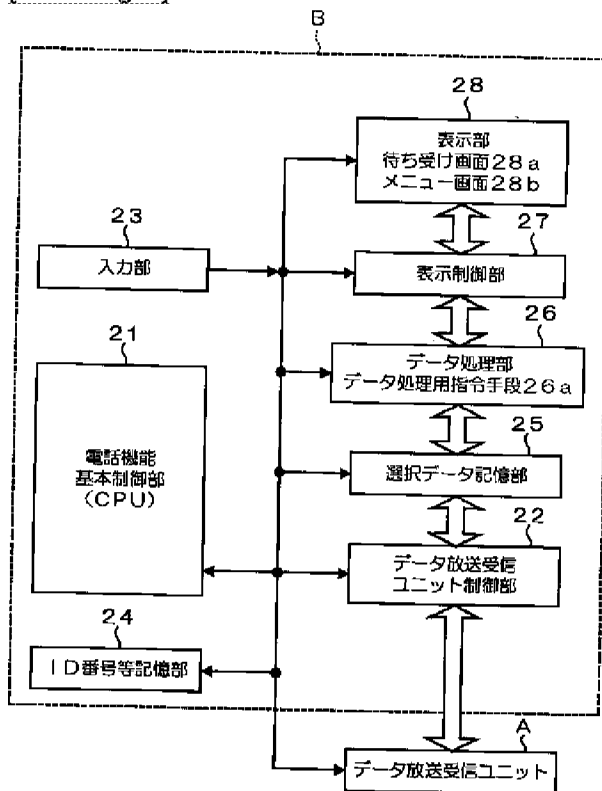 B
28
表示部
待ち受け画面28a
メニュー画面28b
23
入力部
27
表示制御部
21
電話機能
基本制御部
(CPU)
26
データ処理部
データ処理用指令手段26a
25
選択データ記憶部
22
データ放送受信
ユニット制御部
24
ID番号等記憶部
A
データ放送受信ユニット